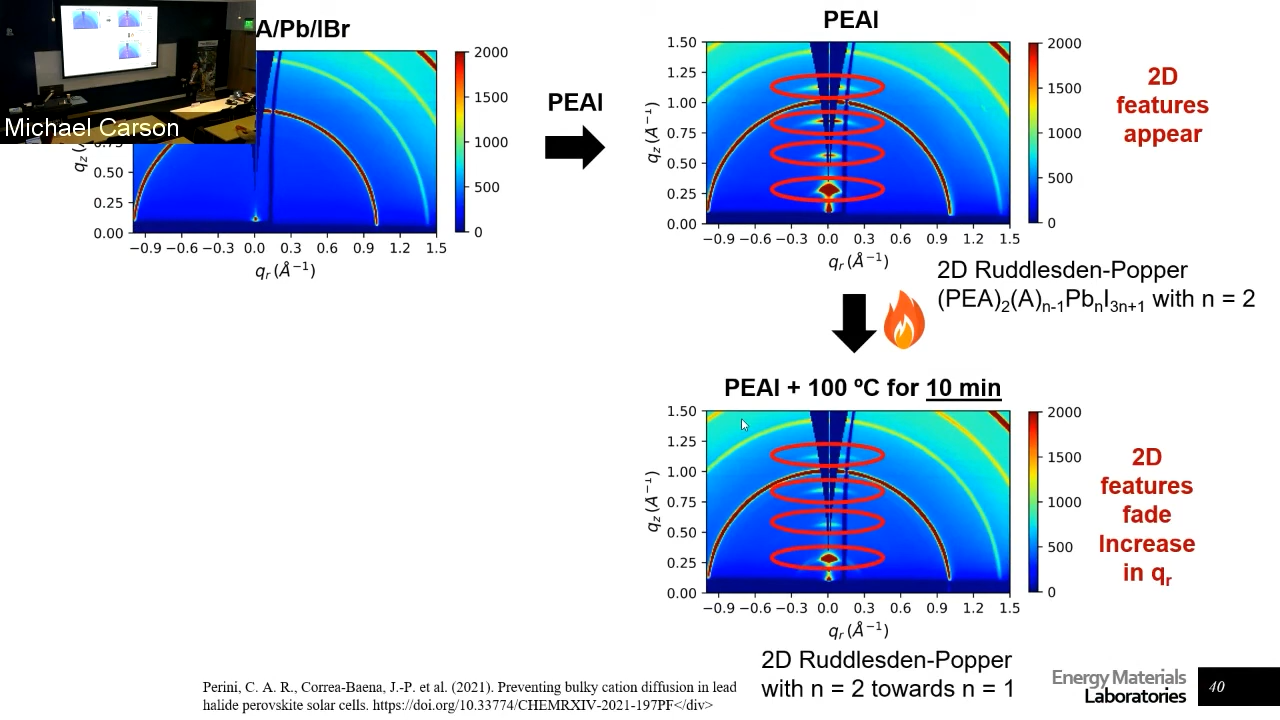 A/Pb/IBr
Michael Carson
0.75
0.50
0.25
0.00
−0.9 −0.6 −0.3 0.0 0.3 0.6 0.9 1.2 1.5
qr (Å⁻¹)
2000
1500
1000
500
0
PEAI
PEAI
1.50
1.25
1.00
0.75
0.50
0.25
0.00
qz (Å⁻¹)
−0.9 −0.6 −0.3 0.0 0.3 0.6 0.9 1.2 1.5
qr (Å⁻¹)
2000
1500
1000
500
0
2D
features
appear
2D Ruddlesden-Popper
(PEA)2(A)n-1PbnI3n+1 with n = 2
PEAI + 100 ºC for 10 min
1.50
1.25
1.00
0.75
0.50
0.25
0.00
qz (Å⁻¹)
−0.9 −0.6 −0.3 0.0 0.3 0.6 0.9 1.2 1.5
qr (Å⁻¹)
2000
1500
1000
500
0
2D
features
fade
Increase
in qr
2D Ruddlesden-Popper
with n = 2 towards n = 1
Perini, C. A. R., Correa-Baena, J.-P. et al. (2021). Preventing bulky cation diffusion in lead
halide perovskite solar cells. https://doi.org/10.33774/CHEMRXIV-2021-197PF</div>
Energy Materials
Laboratories
40